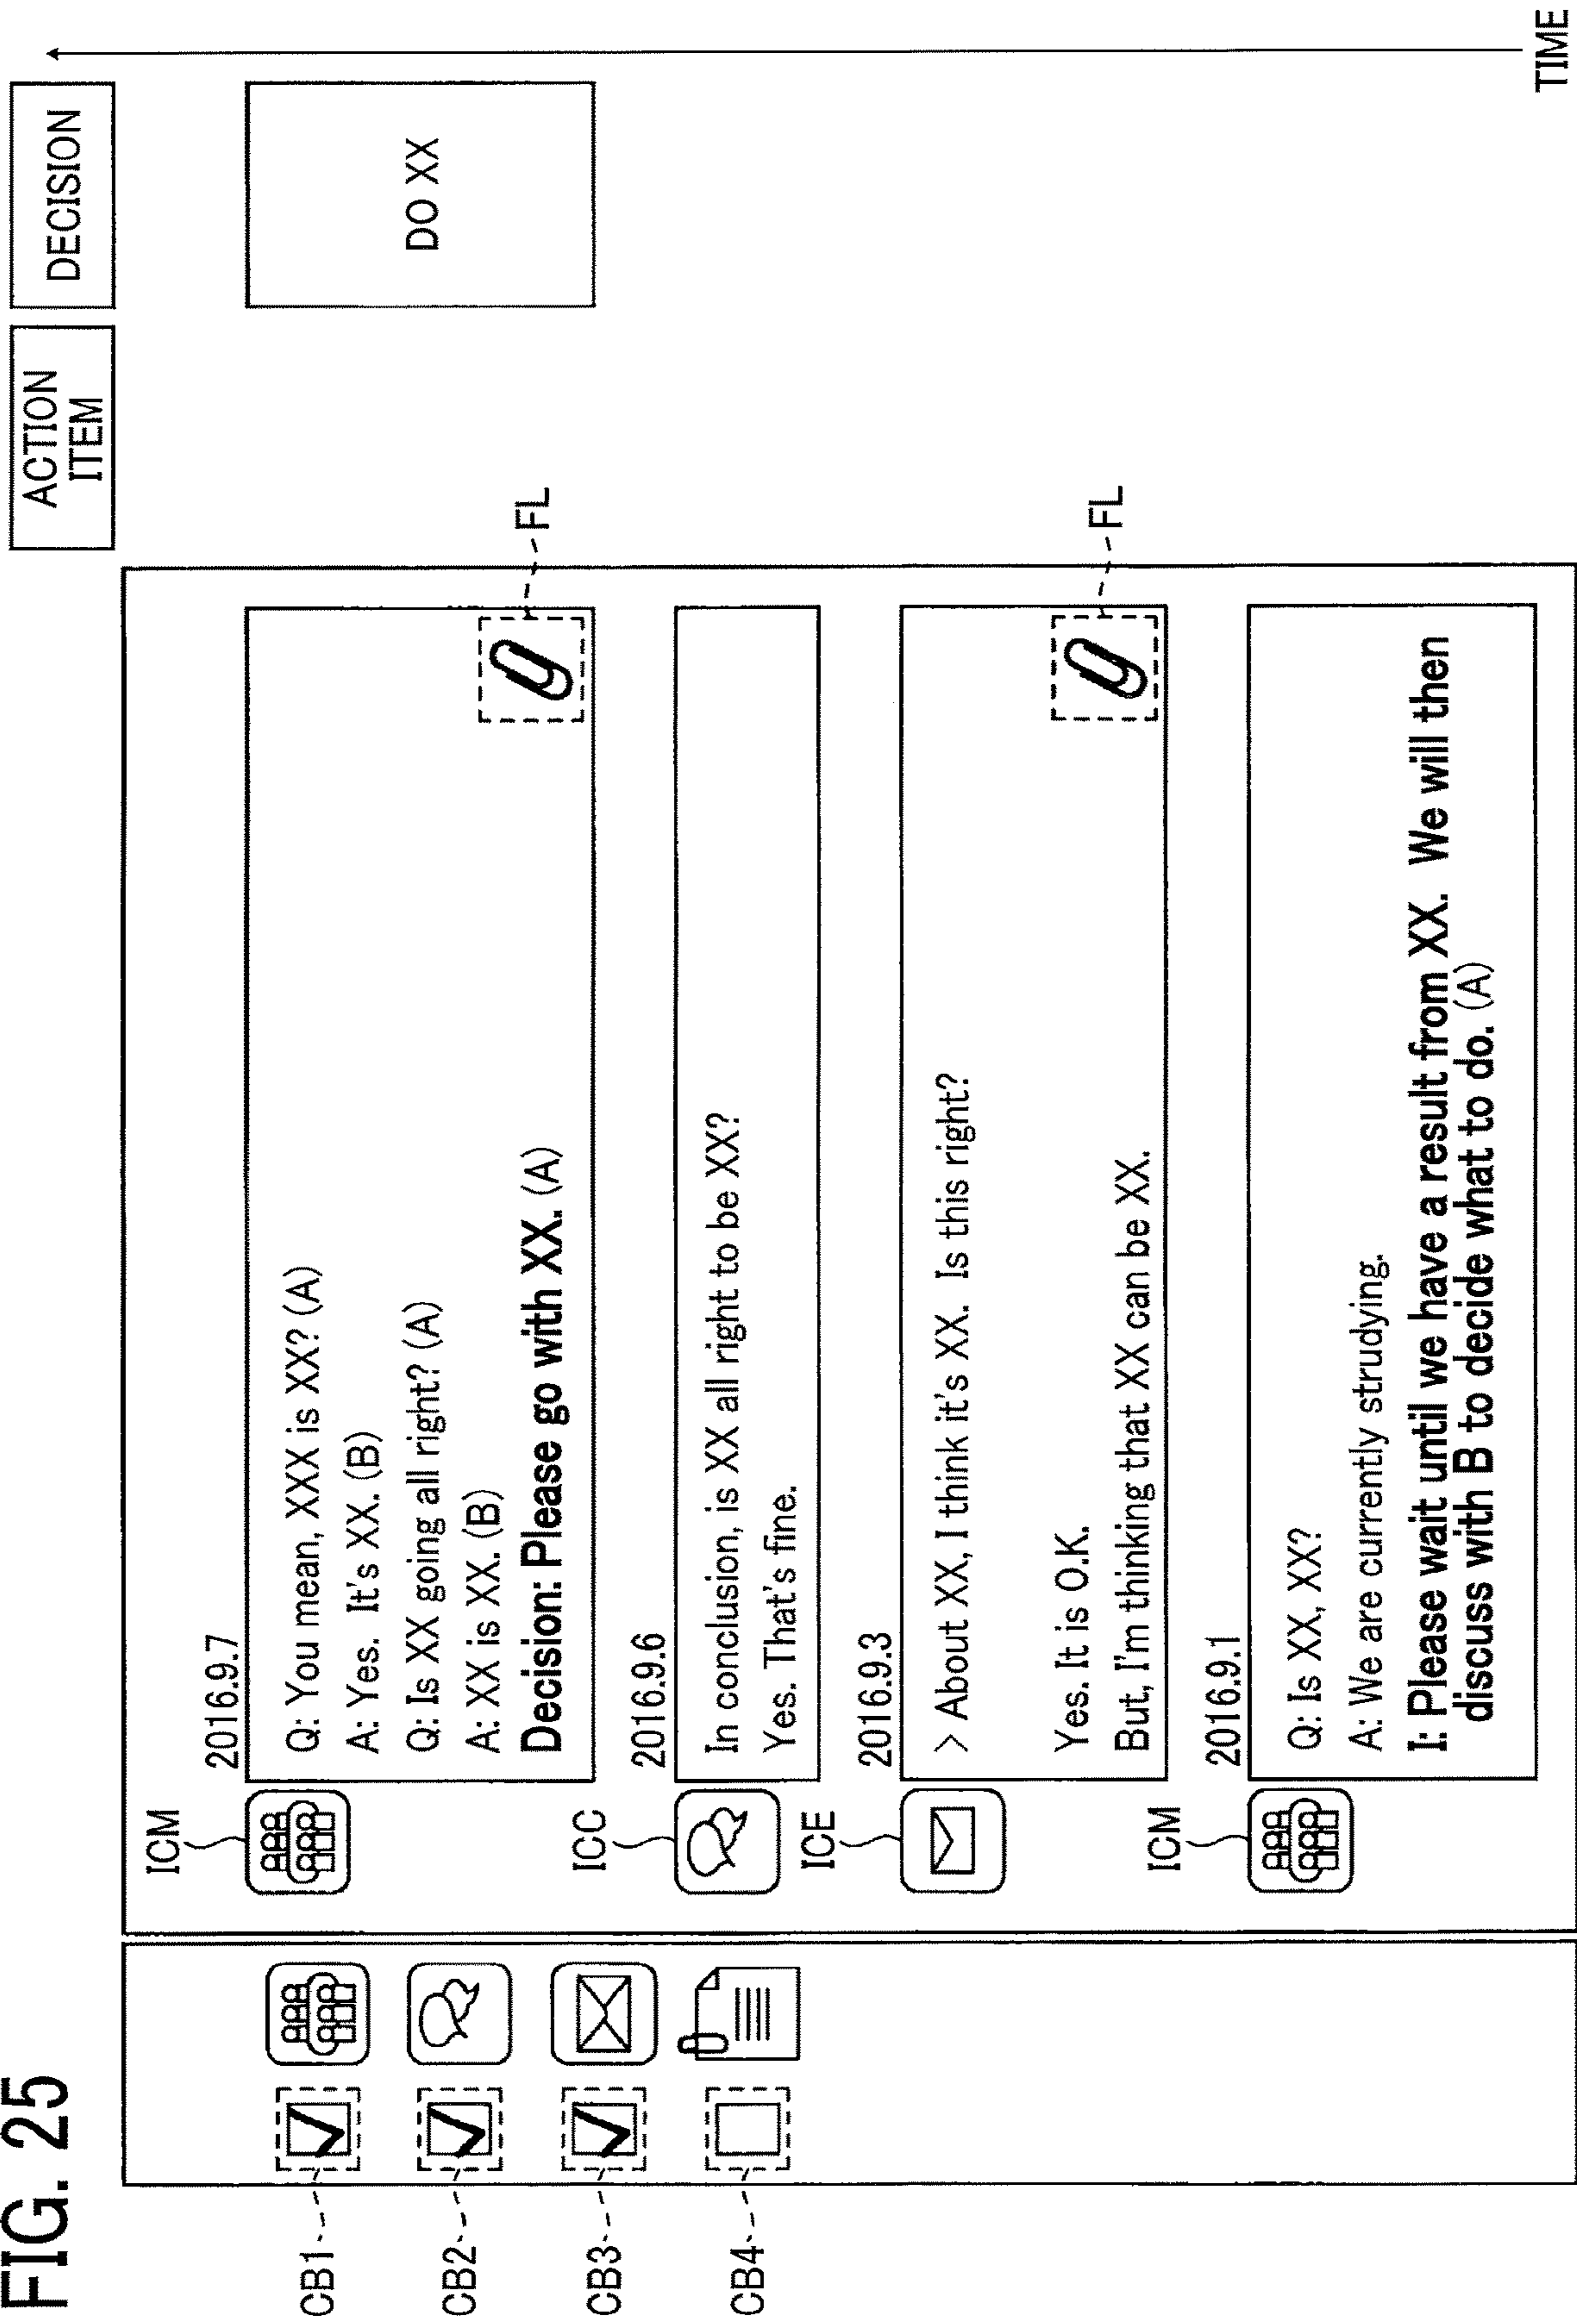 FIG. 25
ACTION
ITEM
DECISION
CB1
CB2
CB3
CB4
ICM
2016.9.7
Q: You mean, XXX is XX? (A)
A: Yes. It's XX. (B)
Q: Is XX going all right? (A)
A: XX is XX. (B)
Decision: Please go with XX. (A)
FL
DO XX
ICC
2016.9.6
In conclusion, is XX all right to be XX?
Yes. That's fine.
ICE
2016.9.3
> About XX, I think it's XX. Is this right?
Yes. It is O.K.
But, I'm thinking that XX can be XX.
FL
ICM
2016.9.1
Q: Is XX, XX?
A: We are currently strudying.
I: Please wait until we have a result from XX. We will then
discuss with B to decide what to do. (A)
TIME